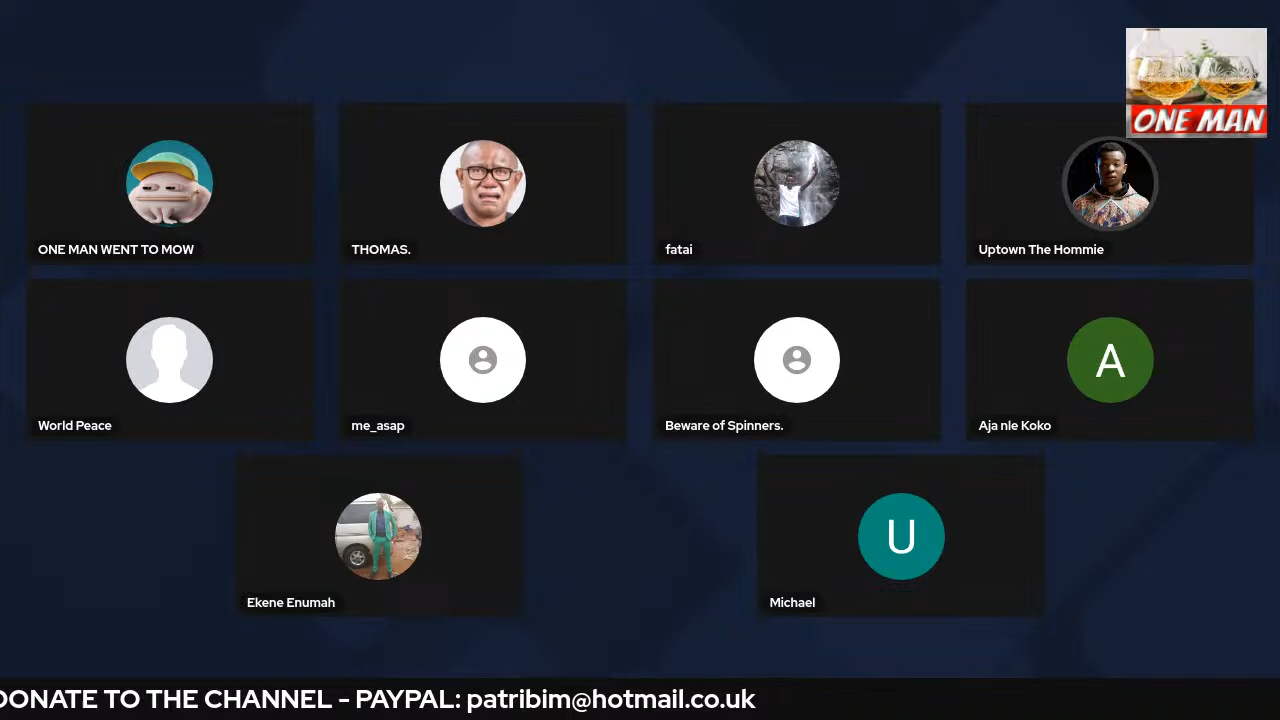 ONE MAN
ONE MAN WENT TO MOW
THOMAS.
fatai
Uptown The Hommie
World Peace
me_asap
Beware of Spinners.
A
Aja nle Koko
Ekene Enumah
U
Michael
DONATE TO THE CHANNEL - PAYPAL: patribim@hotmail.co.uk